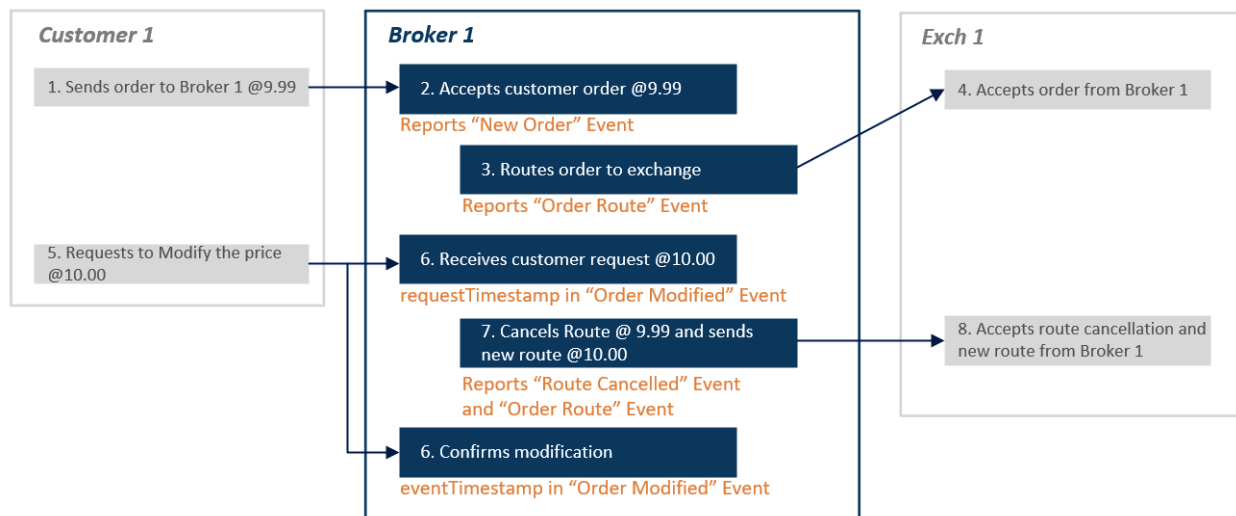 Customer 1
Broker 1
Exch 1
1. Sends order to Broker 1 @9.99
2. Accepts customer order @9.99
4. Accepts order from Broker 1
Reports “New Order” Event
3. Routes order to exchange
Reports “Order Route” Event
5. Requests to Modify the price
@10.00
6. Receives customer request @10.00
requestTimestamp in “Order Modified” Event
7. Cancels Route @ 9.99 and sends
new route @10.00
8. Accepts route cancellation and
new route from Broker 1
Reports “Route Cancelled” Event
and “Order Route” Event
6. Confirms modification
eventTimestamp in “Order Modified” Event